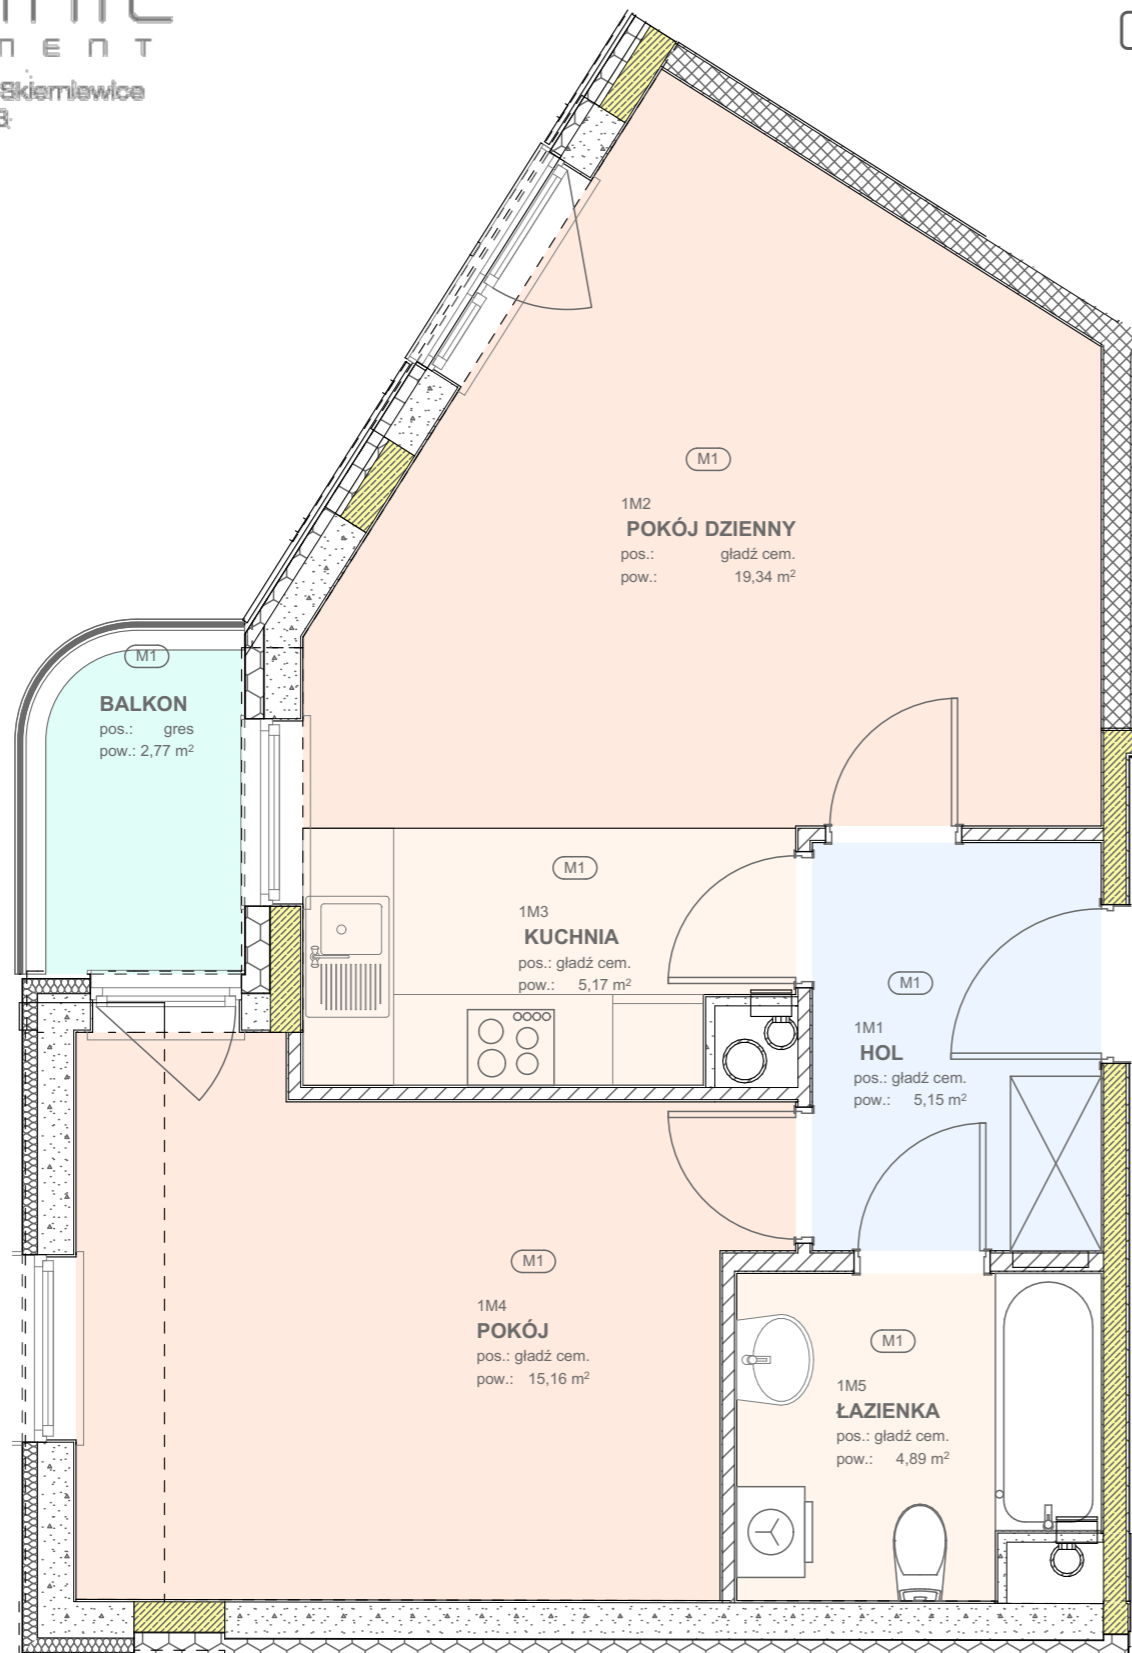 MENT
Skierniewice
M1
1M2
POKÓJ DZIENNY
pos.: gładź cem.
pow.: 19,34 m²
M1
BALKON
pos.: gres
pow.: 2,77 m²
M1
1M3
KUCHNIA
pos.: gładź cem.
pow.: 5,17 m²
M1
1M1
HOL
pos.: gładź cem.
pow.: 5,15 m²
M1
1M4
POKÓJ
pos.: gładź cem.
pow.: 15,16 m²
M1
1M5
ŁAZIENKA
pos.: gładź cem.
pow.: 4,89 m²